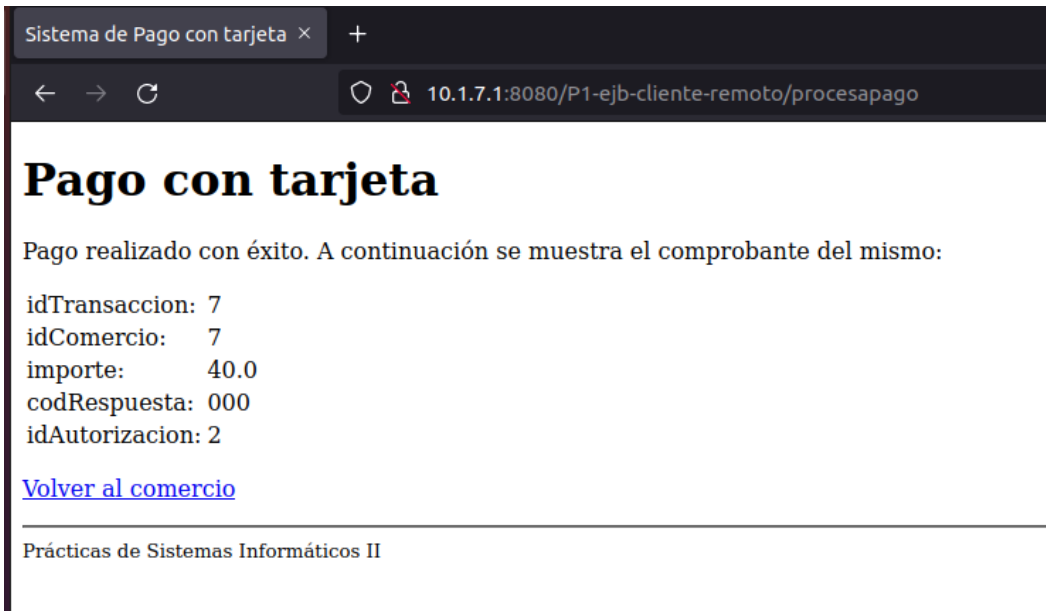 Sistema de Pago con tarjeta
10.1.7.1:8080/P1-ejb-cliente-remoto/procesapago
Pago con tarjeta
Pago realizado con éxito. A continuación se muestra el comprobante del mismo:
idTransaccion: 7
idComercio: 7
importe: 40.0
codRespuesta: 000
idAutorizacion: 2
Volver al comercio
Prácticas de Sistemas Informáticos II